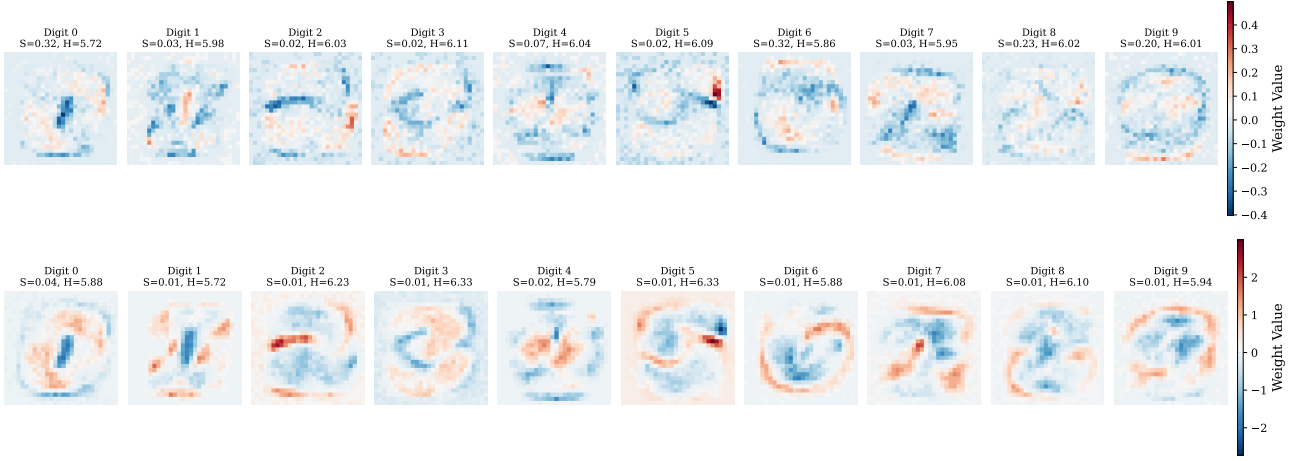 Digit 0 Digit 1 Digit 2 Digit 3 Digit 4 Digit 5 Digit 6 Digit 7 Digit 8 Digit 9
S=0.32, H=5.72 S=0.03, H=5.98 S=0.02, H=6.03 S=0.02, H=6.11 S=0.07, H=6.04 S=0.02, H=6.09 S=0.32, H=5.86 S=0.03, H=5.95 S=0.23, H=6.02 S=0.20, H=6.01
0.4
0.3
0.2
0.1
0.0
−0.1
−0.2
−0.3
−0.4
Weight Value
Digit 0 Digit 1 Digit 2 Digit 3 Digit 4 Digit 5 Digit 6 Digit 7 Digit 8 Digit 9
S=0.04, H=5.88 S=0.01, H=5.72 S=0.01, H=6.23 S=0.01, H=6.33 S=0.02, H=5.79 S=0.01, H=6.33 S=0.01, H=5.88 S=0.01, H=6.08 S=0.01, H=6.10 S=0.01, H=5.94
2
1
0
−1
−2
Weight Value